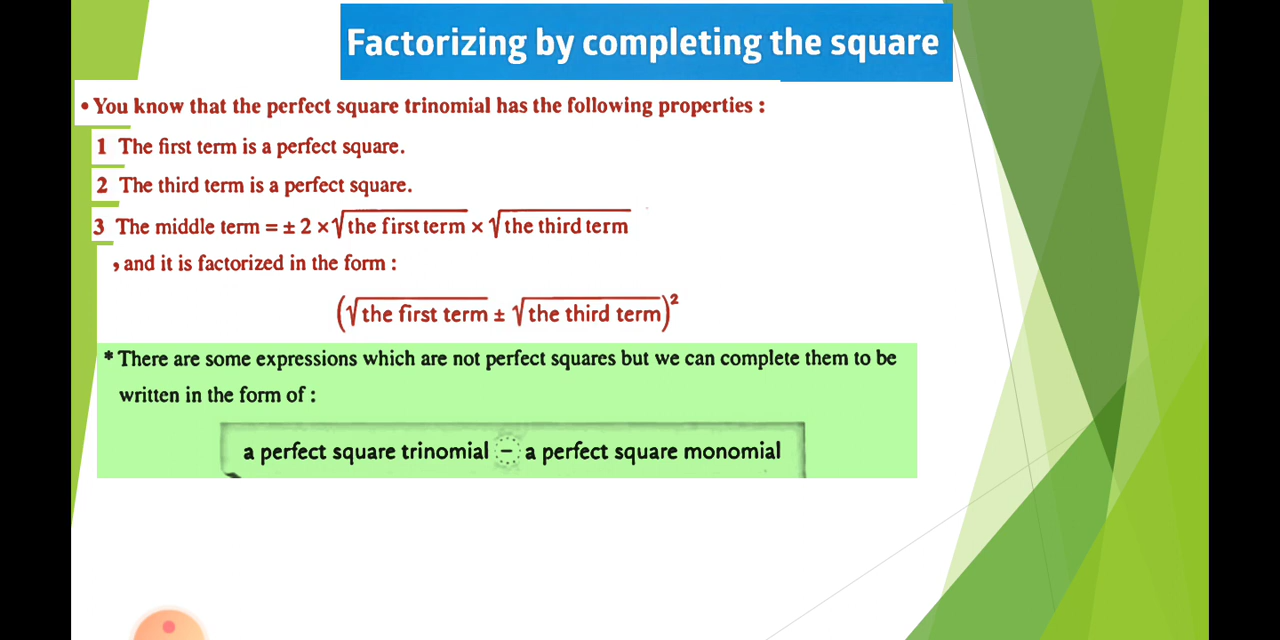 Factorizing by completing the square
• You know that the perfect square trinomial has the following properties :
1 The first term is a perfect square.
2 The third term is a perfect square.
3 The middle term = ± 2 × √the first term × √the third term
, and it is factorized in the form :
(√the first term ± √the third term)²
* There are some expressions which are not perfect squares but we can complete them to be
written in the form of :
a perfect square trinomial − a perfect square monomial